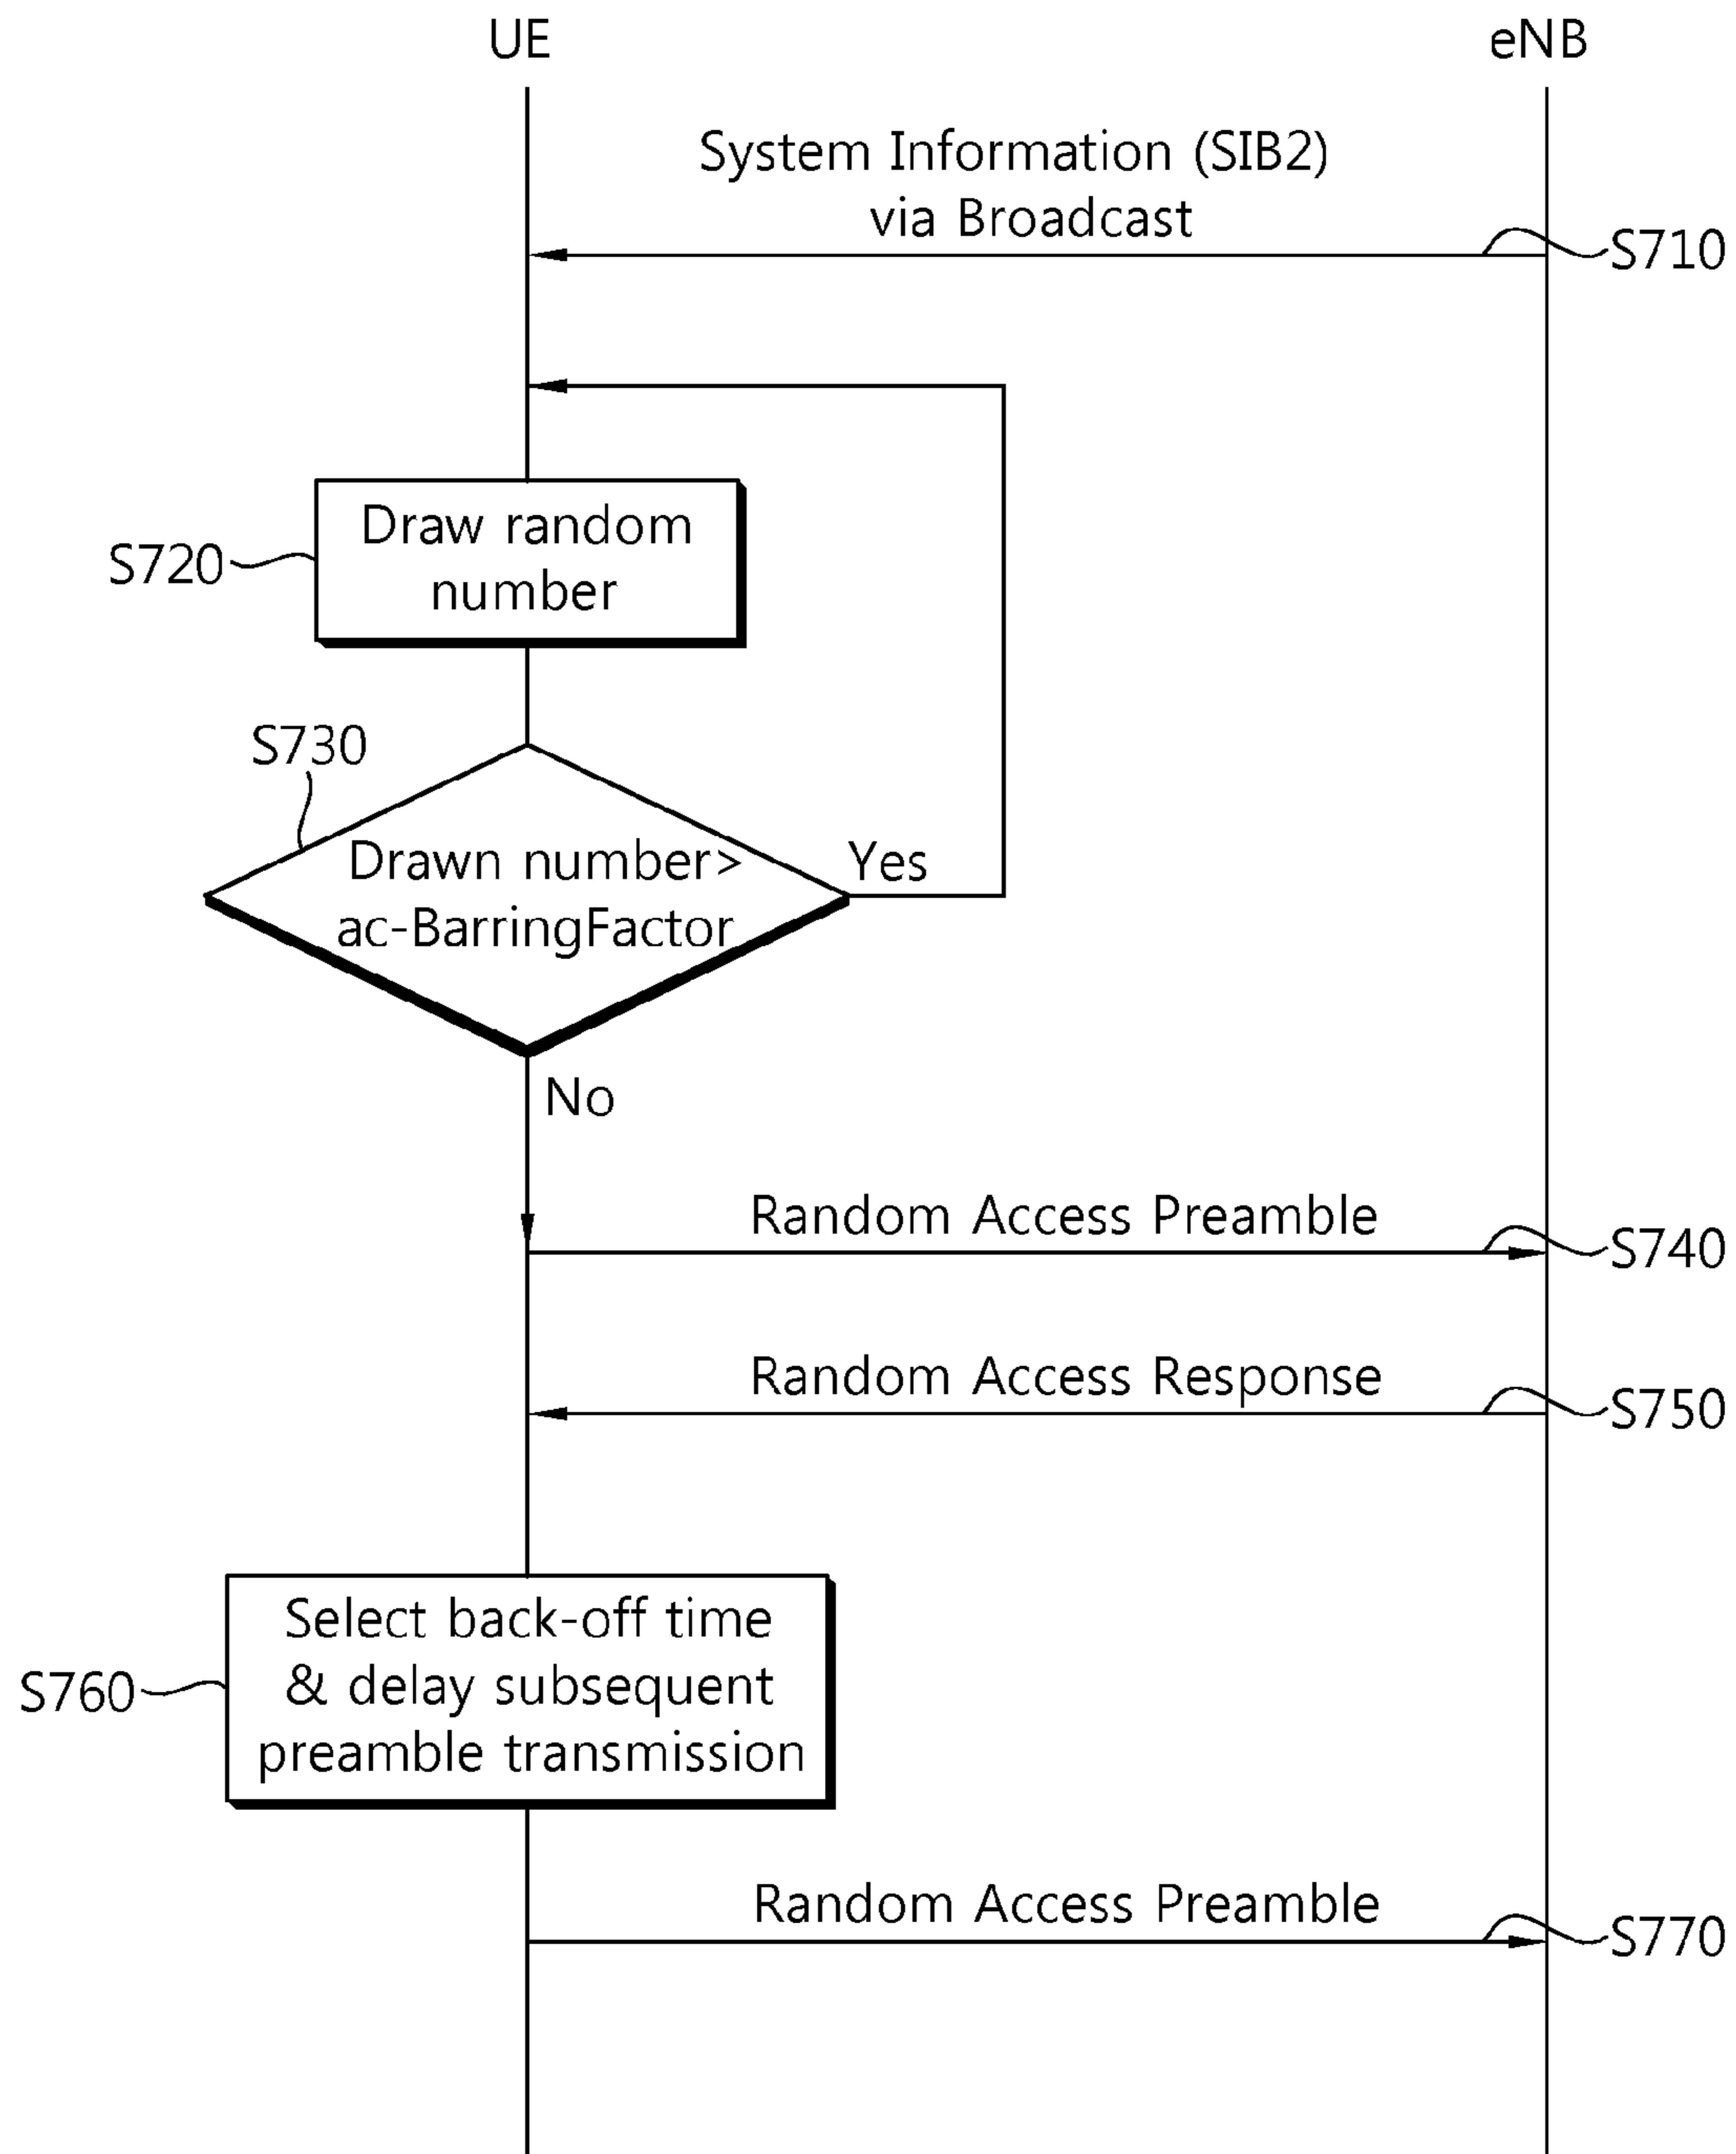 UE
eNB
System Information (SIB2)
via Broadcast
S710
Draw random
number
S720
S730
Drawn number>
ac-BarringFactor
Yes
No
Random Access Preamble
S740
Random Access Response
S750
Select back-off time
& delay subsequent
preamble transmission
S760
Random Access Preamble
S770